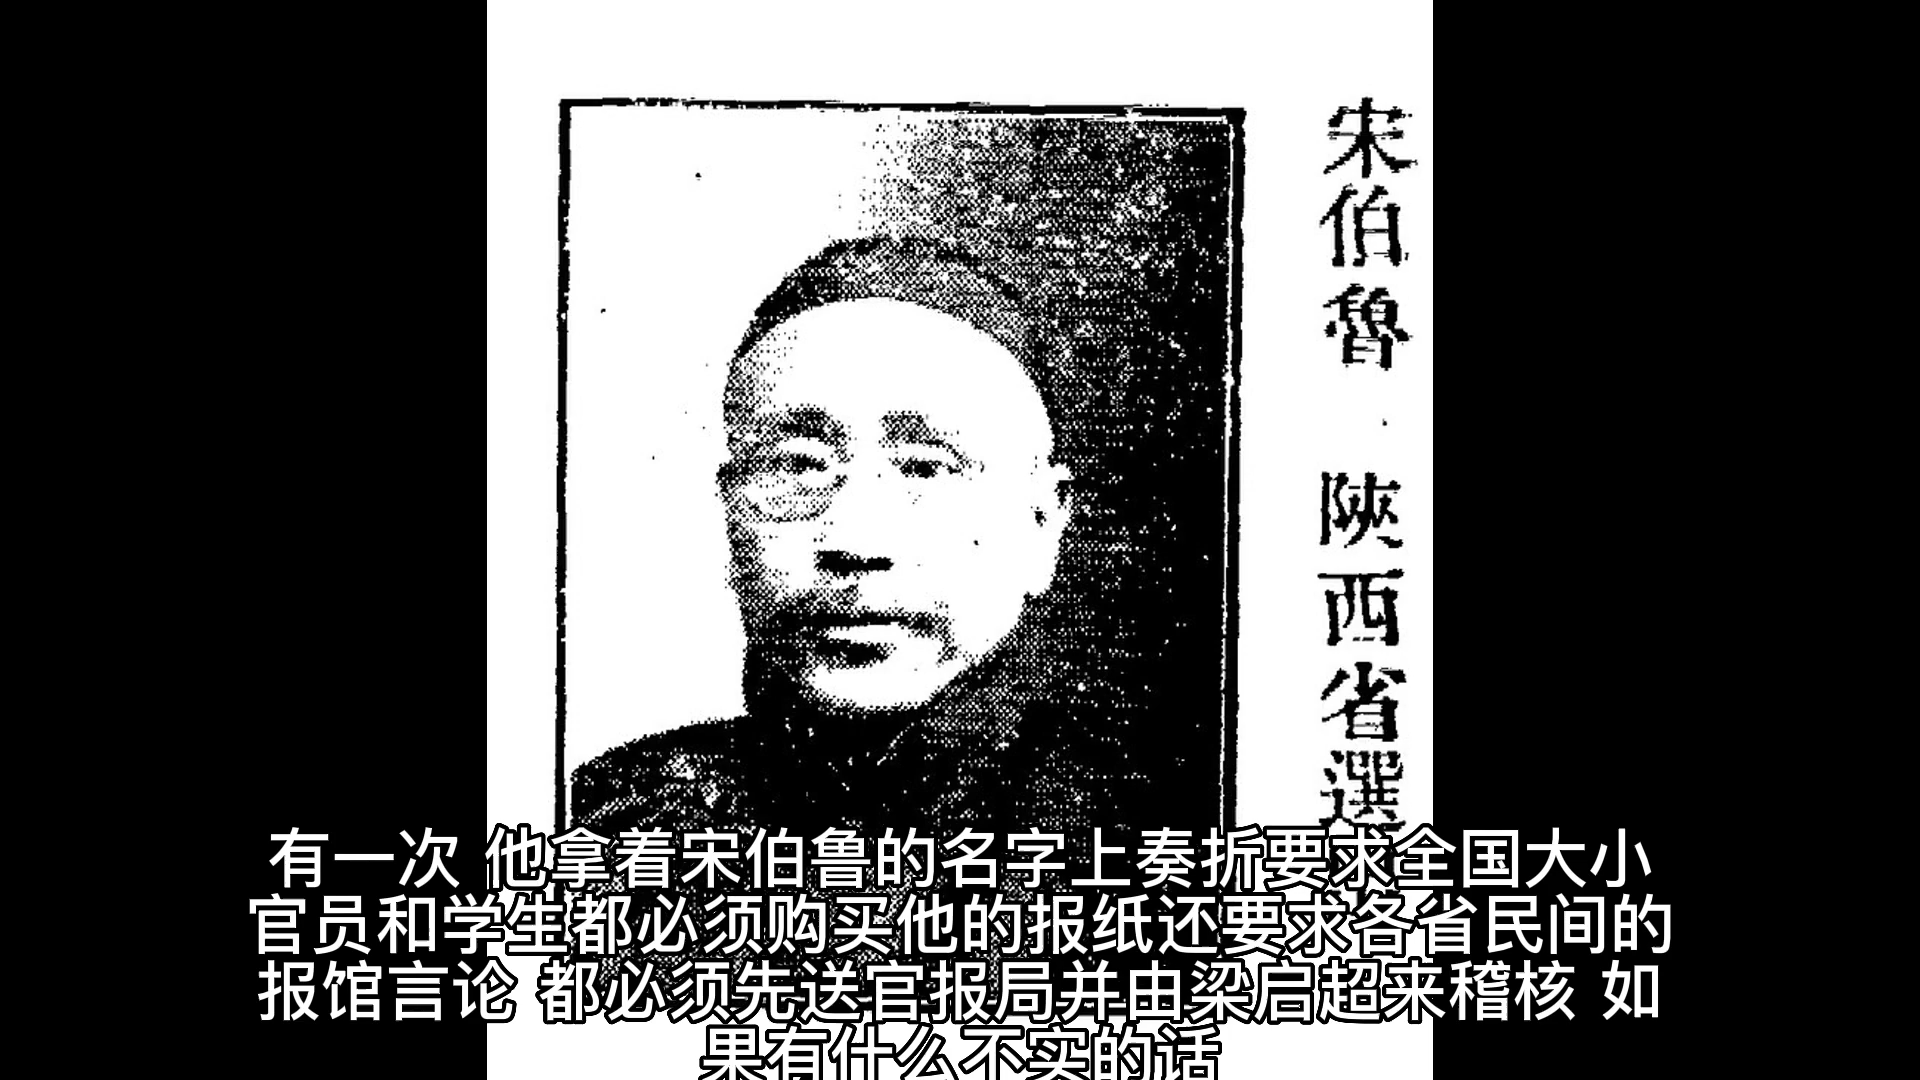 宋伯魯 陝西省選
有一次 他拿着宋伯鲁的名字上奏折要求全国大小
官员和学生都必须购买他的报纸还要求各省民间的
报馆言论 都必须先送官报局并由梁启超来稽核 如
果有什么不实的话